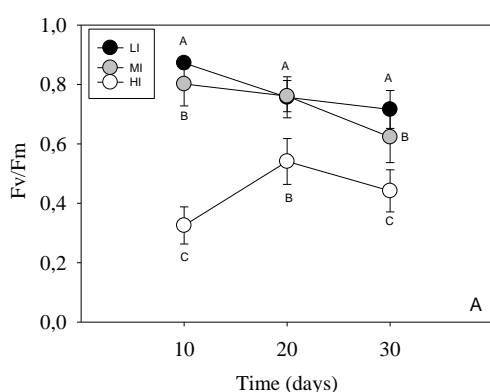 1,0
0,8
0,6
0,4
0,2
0,0
Fv/Fm
LI
MI
HI
A
B
C
A
B
A
B
C
A
10 20 30
Time (days)